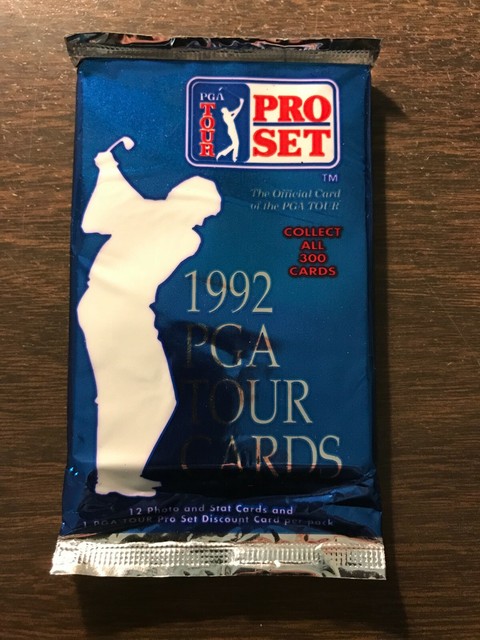 PGA
TOUR
PRO
SET
TM
The Official Card
of the PGA TOUR
COLLECT
ALL
300
CARDS
1992
PGA
TOUR
CARDS
12 Photo and Stat Cards and
1 PGA TOUR Pro Set Discount Card per pack